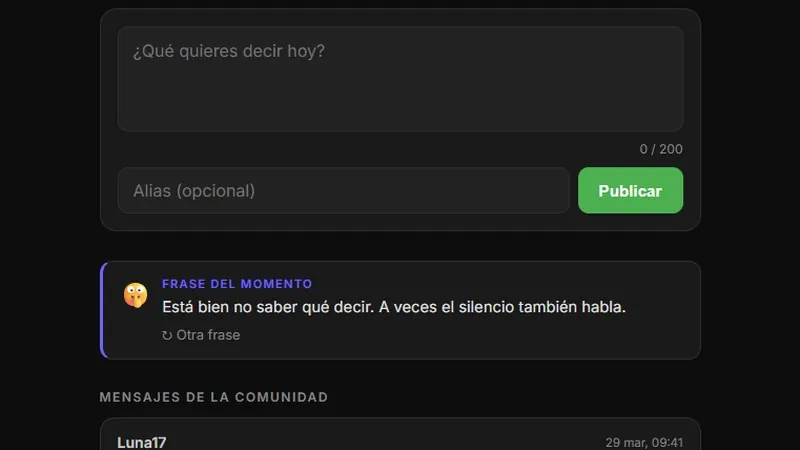 ¿Qué quieres decir hoy?
0 / 200
Alias (opcional)
Publicar
FRASE DEL MOMENTO
Está bien no saber qué decir. A veces el silencio también habla.
↻ Otra frase
MENSAJES DE LA COMUNIDAD
Luna17
29 mar, 09:41